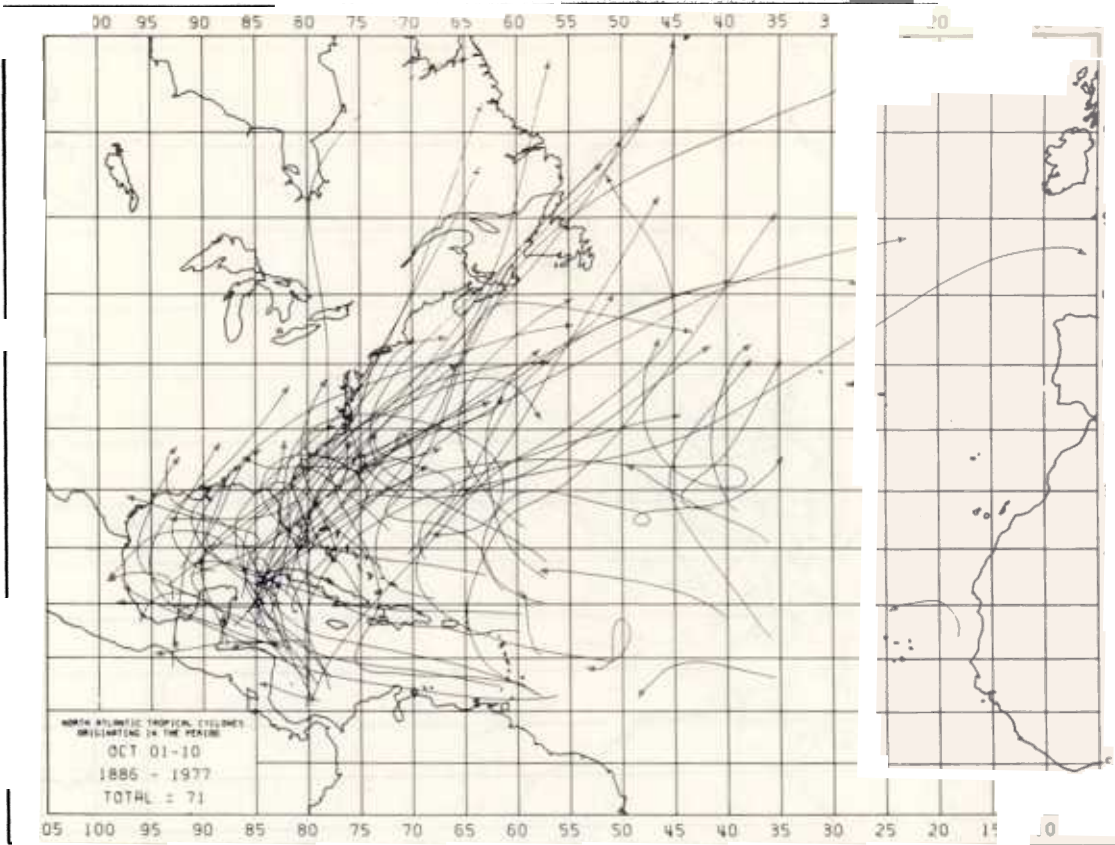 00 95 90 85 80 75 70 65 60 55 50 45 40 35 3 20
NORTH ATLANTIC TROPICAL CYCLONES
ORIGINATING IN THE PERIOD
OCT 01-10
1886 - 1977
TOTAL = 71
05 100 95 90 85 80 75 70 65 60 55 50 45 40 35 30 25 20 15 0